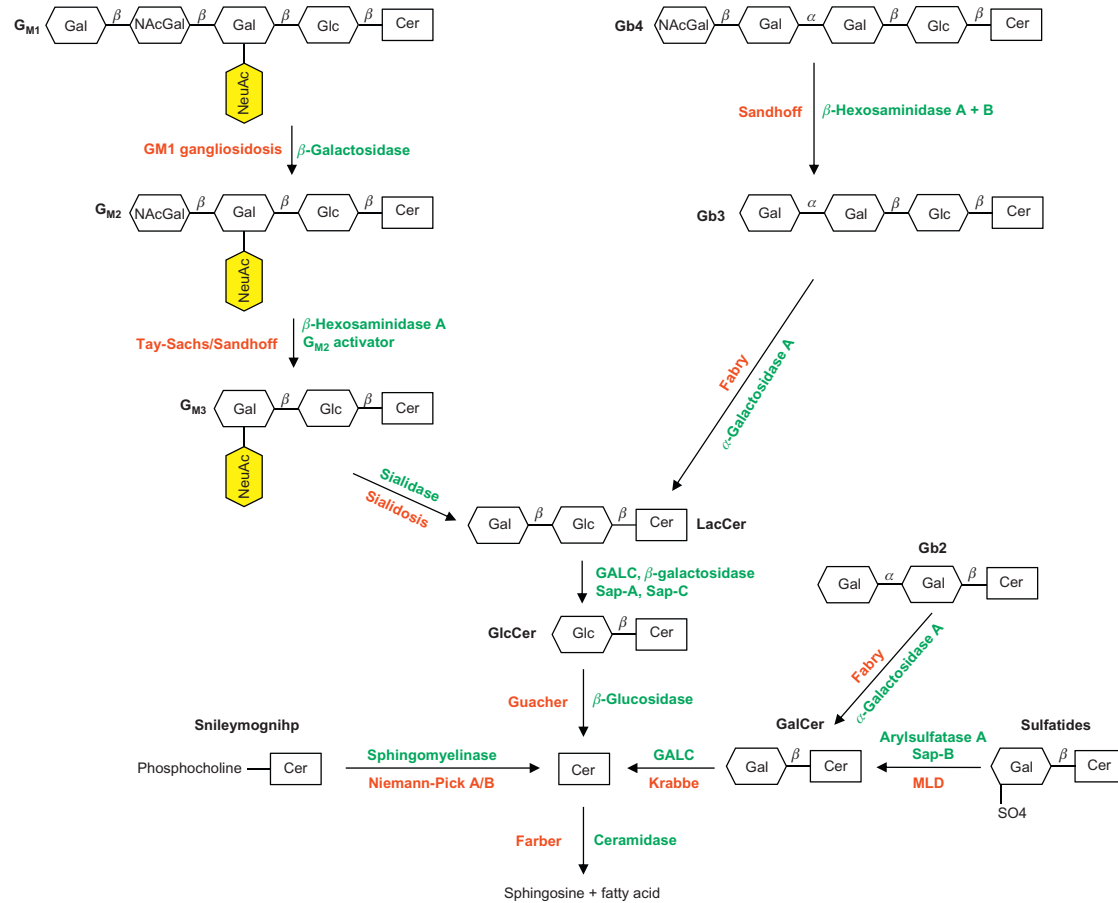 G_M1 Gal β NAcGal β Gal β Glc β Cer
NeuAc
Gb4 NAcGal β Gal α Gal β Glc β Cer
GM1 gangliosidosis β-Galactosidase
Sandhoff β-Hexosaminidase A + B
G_M2 NAcGal β Gal β Glc β Cer
NeuAc
Gb3 Gal α Gal β Glc β Cer
Tay-Sachs/Sandhoff
β-Hexosaminidase A
G_M2 activator
Fabry
α-Galactosidase A
G_M3 Gal β Glc β Cer
NeuAc
Sialidase
Sialidosis
Gal β Glc β Cer LacCer
GALC, β-galactosidase
Sap-A, Sap-C
Gb2
Gal α Gal β Cer
GlcCer Glc β Cer
Fabry
α-Galactosidase A
Guacher β-Glucosidase
Snileymognihp
Phosphocholine Cer
Sphingomyelinase
Niemann-Pick A/B
Cer
GALC
Krabbe
GalCer
Gal β Cer
Arylsulfatase A
Sap-B
MLD
Sulfatides
Gal β Cer
SO4
Farber Ceramidase
Sphingosine + fatty acid